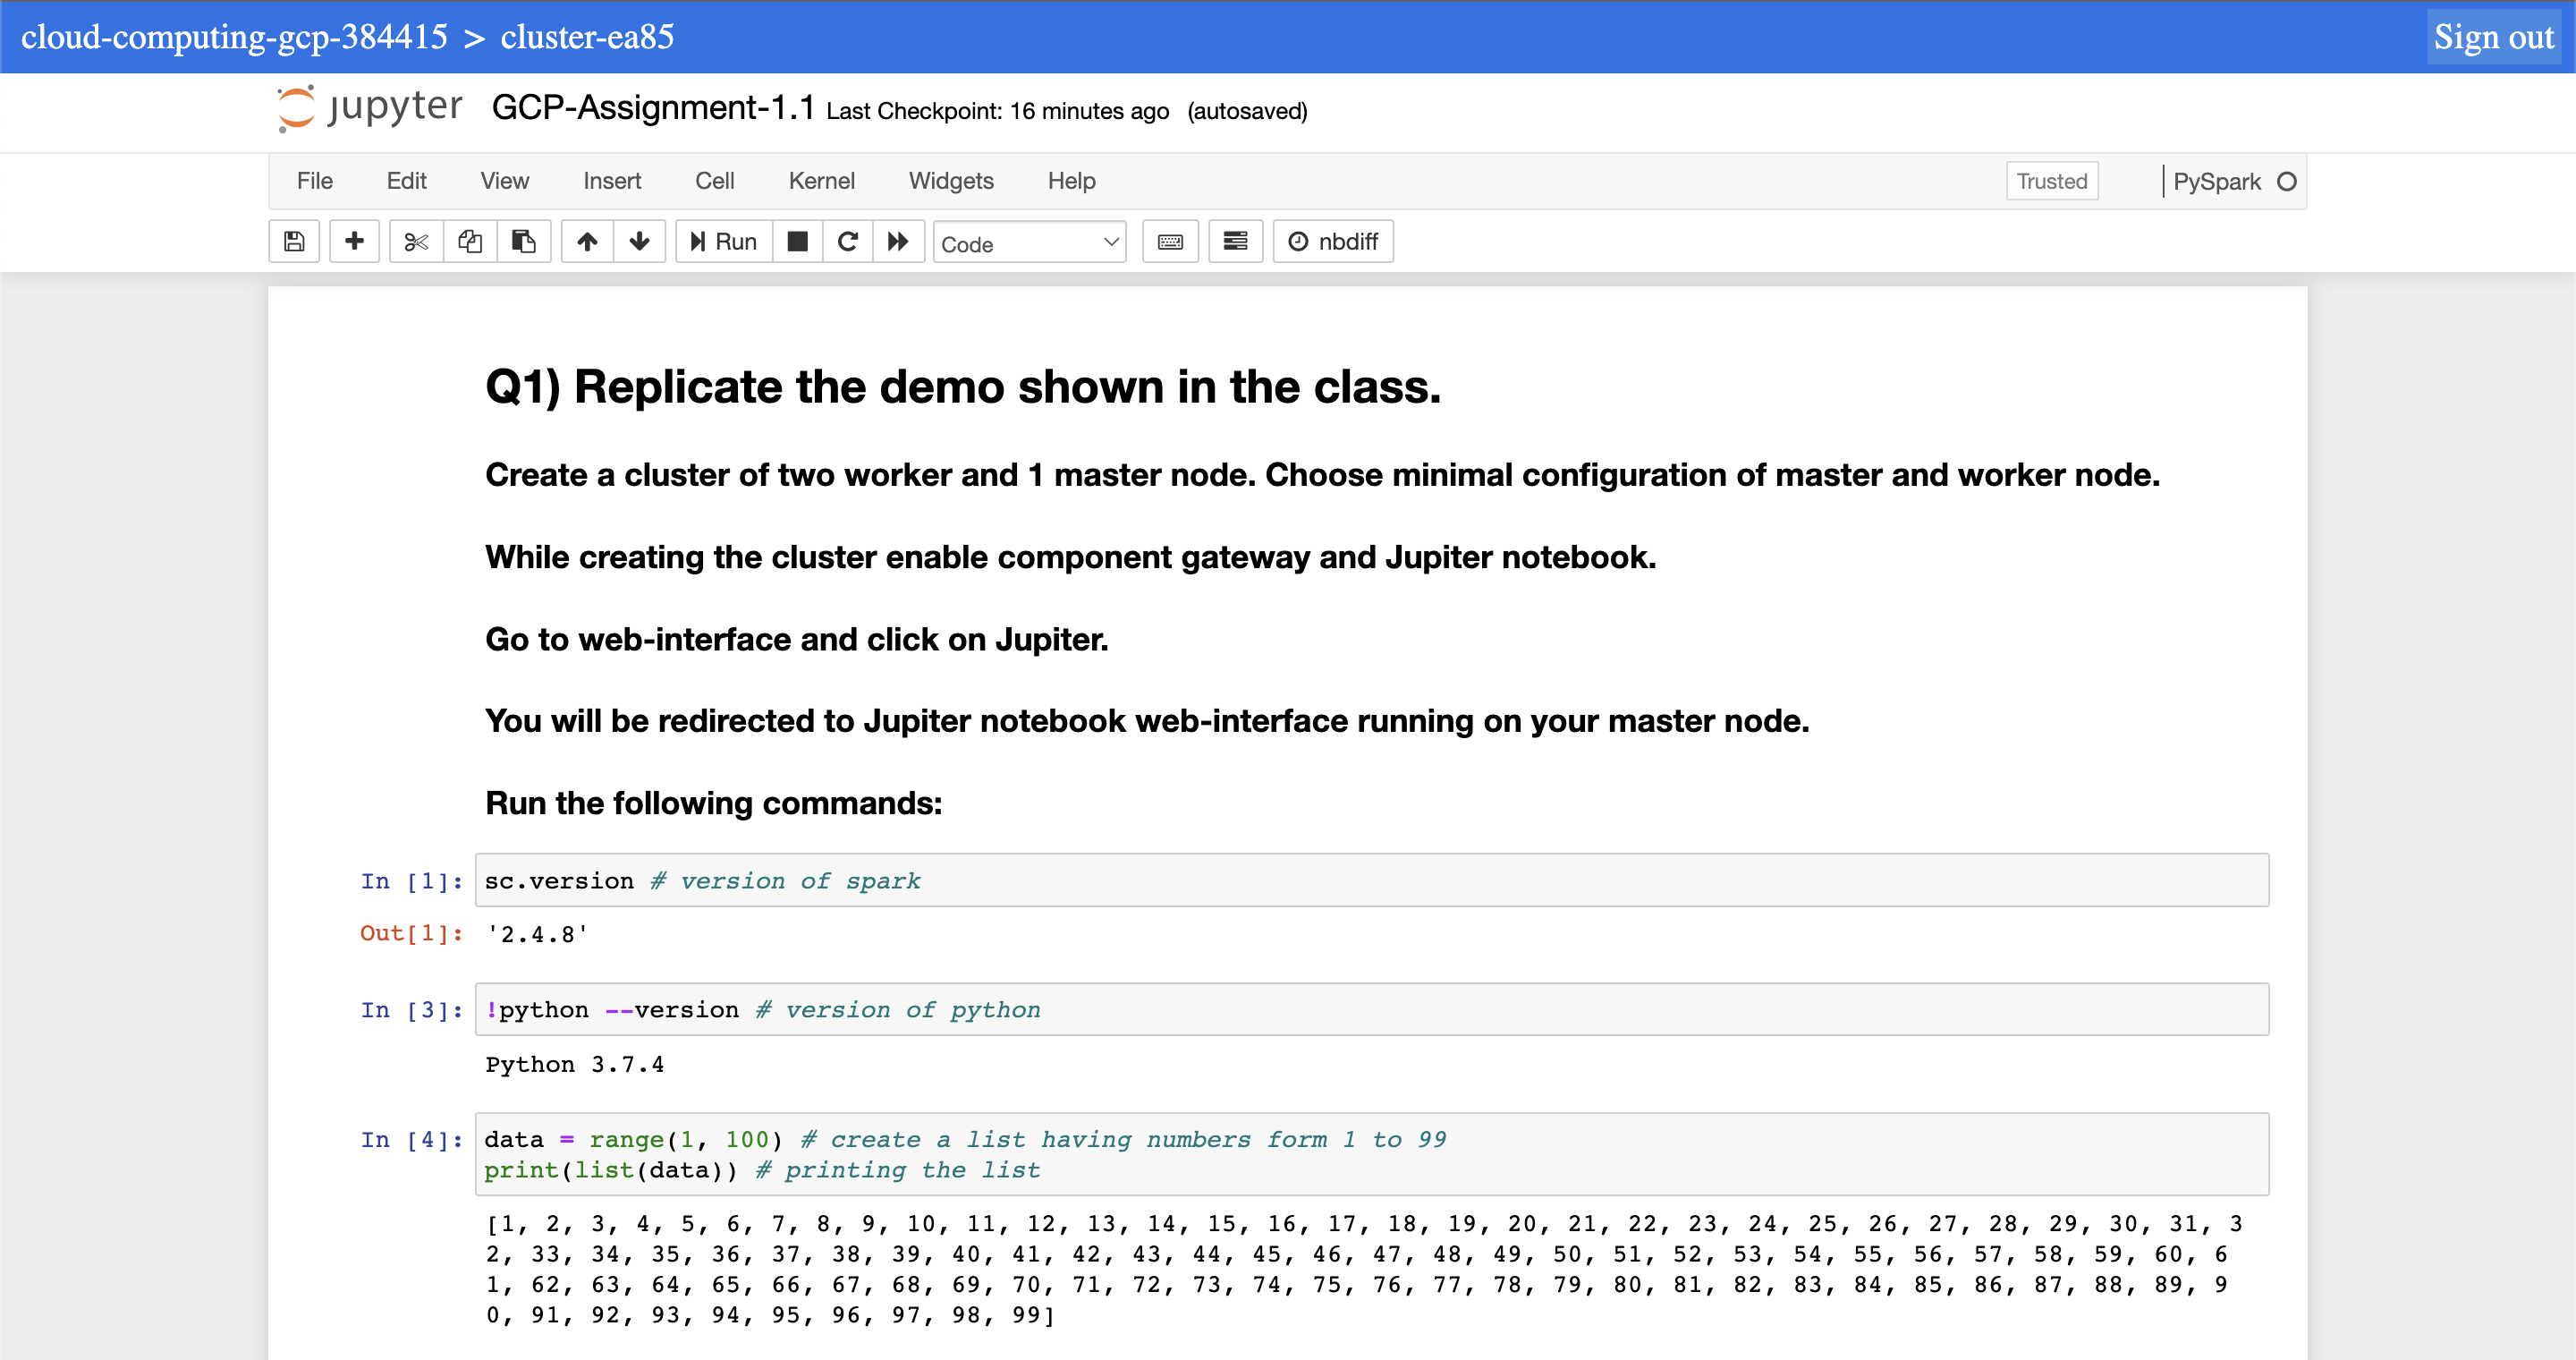 cloud-computing-gcp-384415 > cluster-ea85 Sign out
jupyter GCP-Assignment-1.1 Last Checkpoint: 16 minutes ago (autosaved)
File Edit View Insert Cell Kernel Widgets Help Trusted PySpark
Run Code nbdiff
Q1) Replicate the demo shown in the class.
Create a cluster of two worker and 1 master node. Choose minimal configuration of master and worker node.
While creating the cluster enable component gateway and Jupiter notebook.
Go to web-interface and click on Jupiter.
You will be redirected to Jupiter notebook web-interface running on your master node.
Run the following commands:
In [1]: sc.version # version of spark
Out[1]: '2.4.8'
In [3]: !python --version # version of python
Python 3.7.4
In [4]: data = range(1, 100) # create a list having numbers form 1 to 99
print(list(data)) # printing the list
[1, 2, 3, 4, 5, 6, 7, 8, 9, 10, 11, 12, 13, 14, 15, 16, 17, 18, 19, 20, 21, 22, 23, 24, 25, 26, 27, 28, 29, 30, 31, 3
2, 33, 34, 35, 36, 37, 38, 39, 40, 41, 42, 43, 44, 45, 46, 47, 48, 49, 50, 51, 52, 53, 54, 55, 56, 57, 58, 59, 60, 6
1, 62, 63, 64, 65, 66, 67, 68, 69, 70, 71, 72, 73, 74, 75, 76, 77, 78, 79, 80, 81, 82, 83, 84, 85, 86, 87, 88, 89, 9
0, 91, 92, 93, 94, 95, 96, 97, 98, 99]